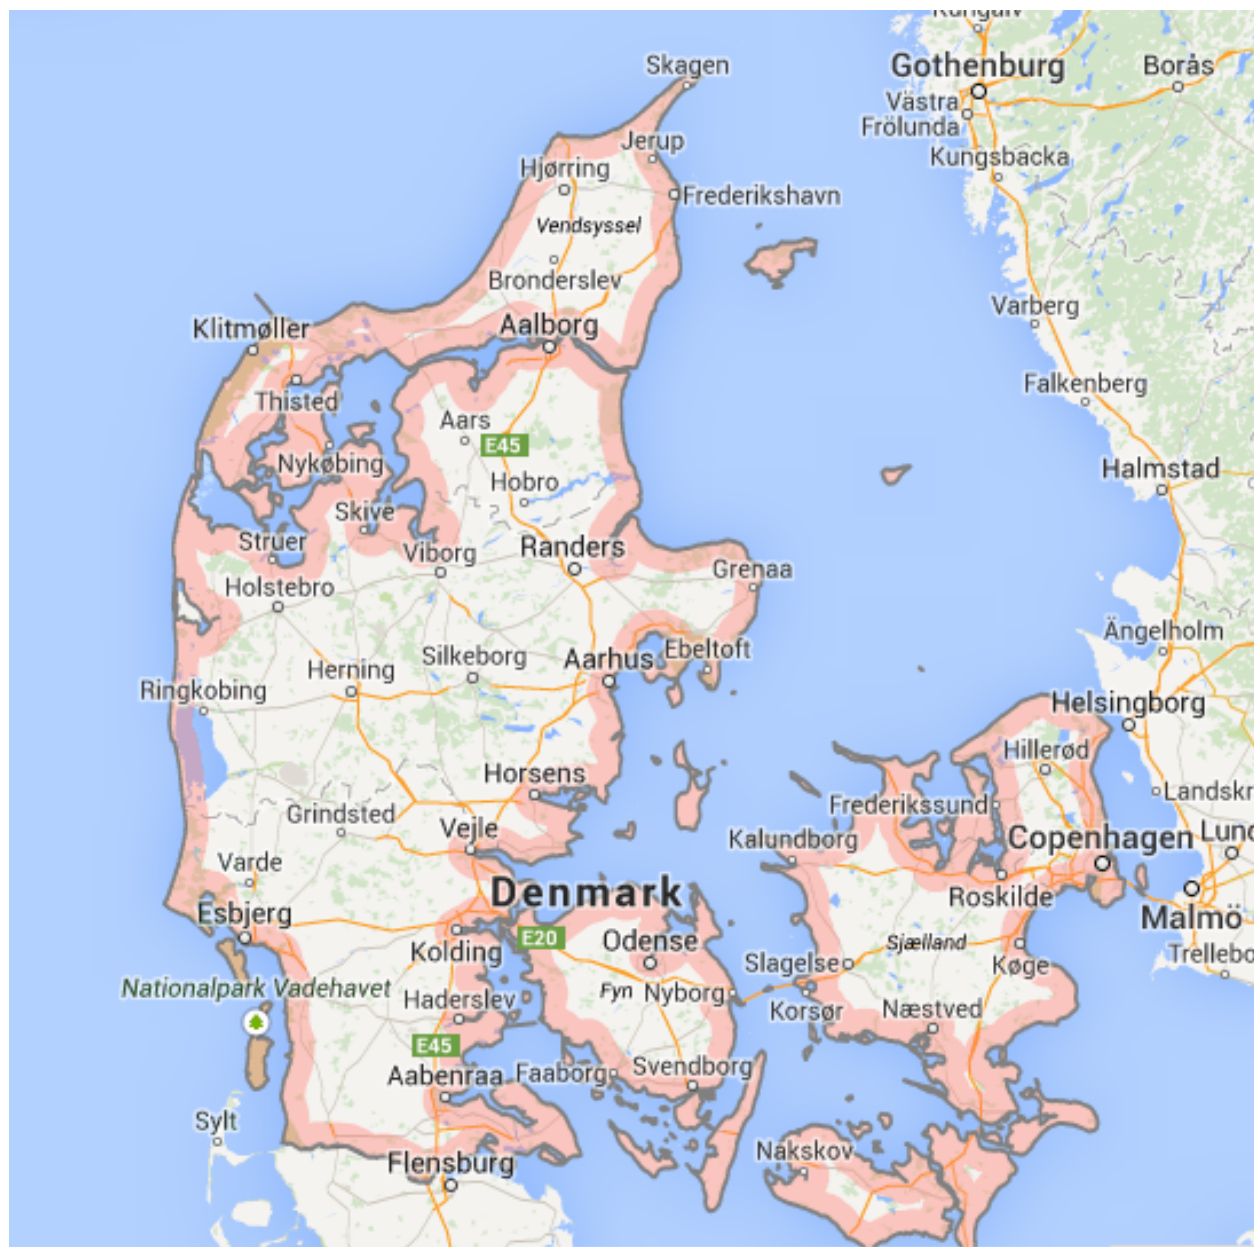 Kungälv
Skagen
Gothenburg
Borås
Västra
Frölunda
Jerup
Kungsbacka
Hjørring
Frederikshavn
Vendsyssel
Bronderslev
Varberg
Klitmøller
Aalborg
Falkenberg
Thisted
Aars
E45
Nykøbing
Halmstad
Hobro
Skive
Struer
Viborg
Randers
Grenaa
Holstebro
Ängelholm
Silkeborg
Aarhus
Ebeltoft
Herning
Ringkobing
Helsingborg
Hillerød
Horsens
Landskr
Frederikssund
Grindsted
Vejle
Kalundborg
Copenhagen
Lund
Varde
Denmark
Roskilde
Esbjerg
Malmö
E20
Odense
Sjælland
Kolding
Trellebo
Slagelse
Køge
Nationalpark Vadehavet
Haderslev
Fyn
Nyborg
Korsør
Næstved
E45
Aabenraa
Faaborg
Svendborg
Sylt
Nakskov
Flensburg